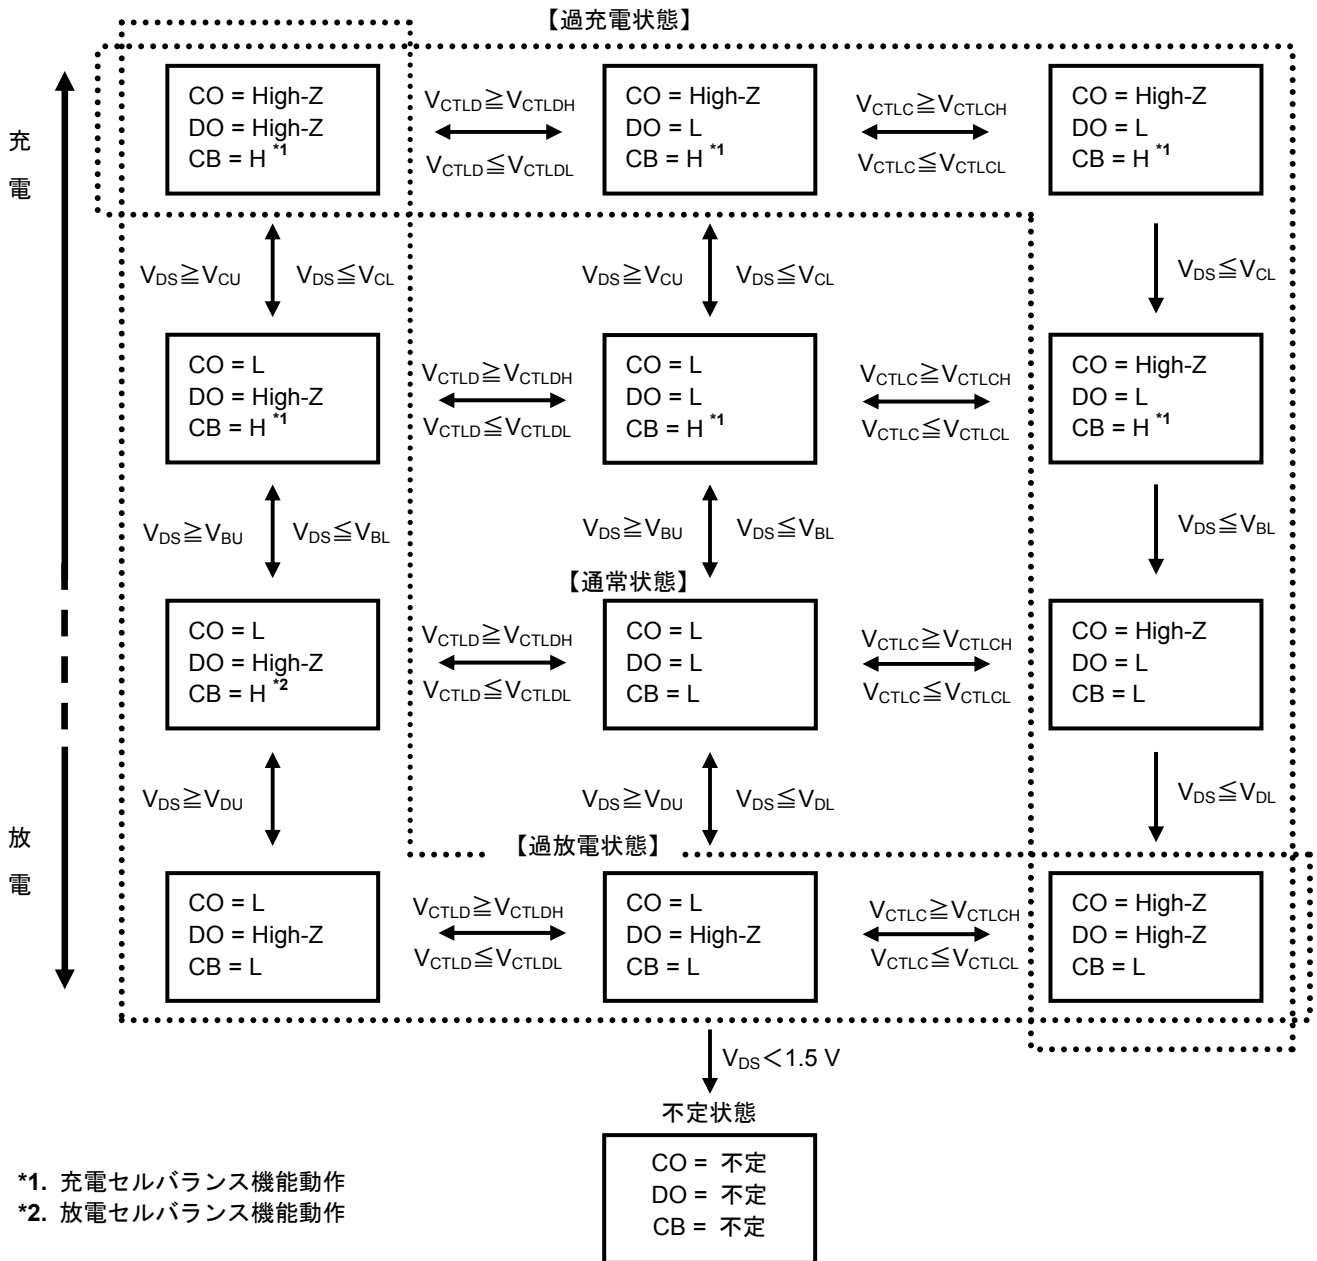 【過充電状態】
充
電
CO = High-Z
DO = High-Z
CB = H *1
VCTLD≧VCTLDH
VCTLD≦VCTLDL
CO = High-Z
DO = L
CB = H *1
VCTLC≧VCTLCH
VCTLC≦VCTLCL
CO = High-Z
DO = L
CB = H *1
VDS≧VCU
VDS≦VCL
VDS≧VCU
VDS≦VCL
VDS≦VCL
CO = L
DO = High-Z
CB = H *1
VCTLD≧VCTLDH
VCTLD≦VCTLDL
CO = L
DO = L
CB = H *1
VCTLC≧VCTLCH
VCTLC≦VCTLCL
CO = High-Z
DO = L
CB = H *1
VDS≧VBU
VDS≦VBL
VDS≧VBU
VDS≦VBL
VDS≦VBL
【通常状態】
CO = L
DO = High-Z
CB = H *2
VCTLD≧VCTLDH
VCTLD≦VCTLDL
CO = L
DO = L
CB = L
VCTLC≧VCTLCH
VCTLC≦VCTLCL
CO = High-Z
DO = L
CB = L
VDS≧VDU
VDS≧VDU
VDS≦VDL
VDS≦VDL
放
電
【過放電状態】
CO = L
DO = High-Z
CB = L
VCTLD≧VCTLDH
VCTLD≦VCTLDL
CO = L
DO = High-Z
CB = L
VCTLC≧VCTLCH
VCTLC≦VCTLCL
CO = High-Z
DO = High-Z
CB = L
VDS＜1.5 V
不定状態
CO = 不定
DO = 不定
CB = 不定
*1. 充電セルバランス機能動作
*2. 放電セルバランス機能動作